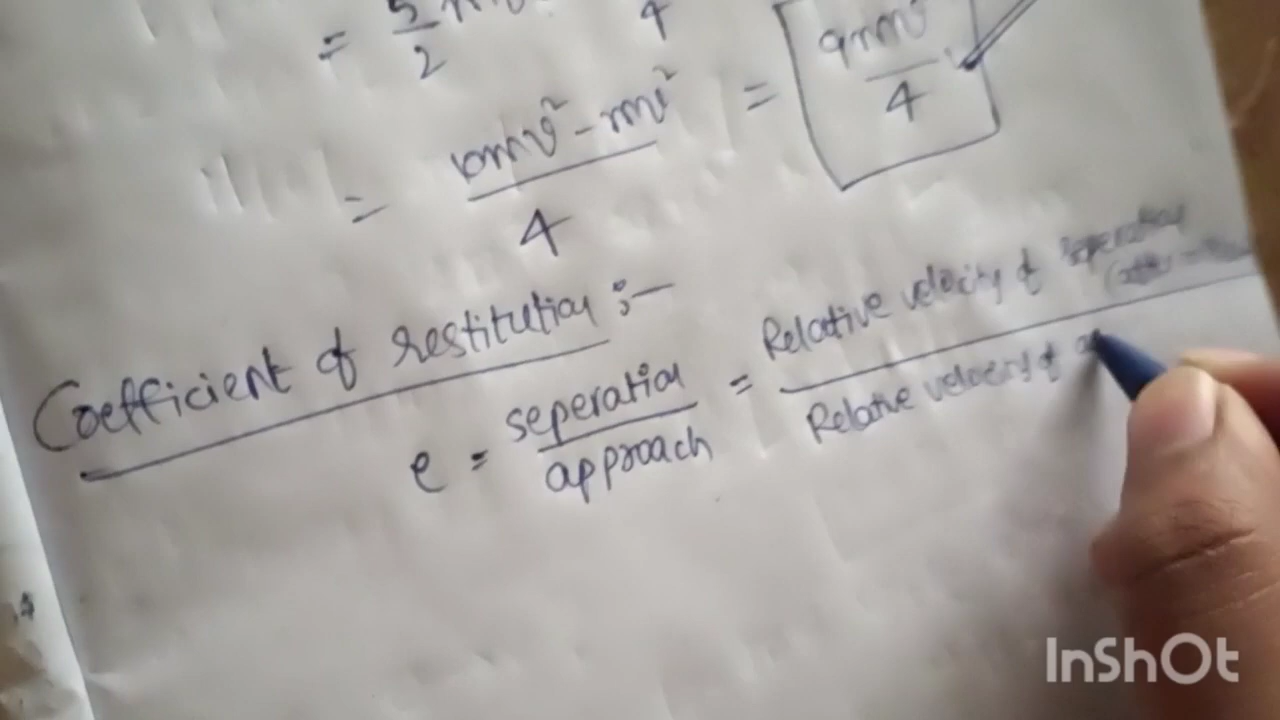 = 5/2 4
= 10mv² - mv² / 4 = 9mv² / 4
Coefficient of restitution :-
e = seperation / approach = Relative velocity of seperation / Relative velocity of
InShOt